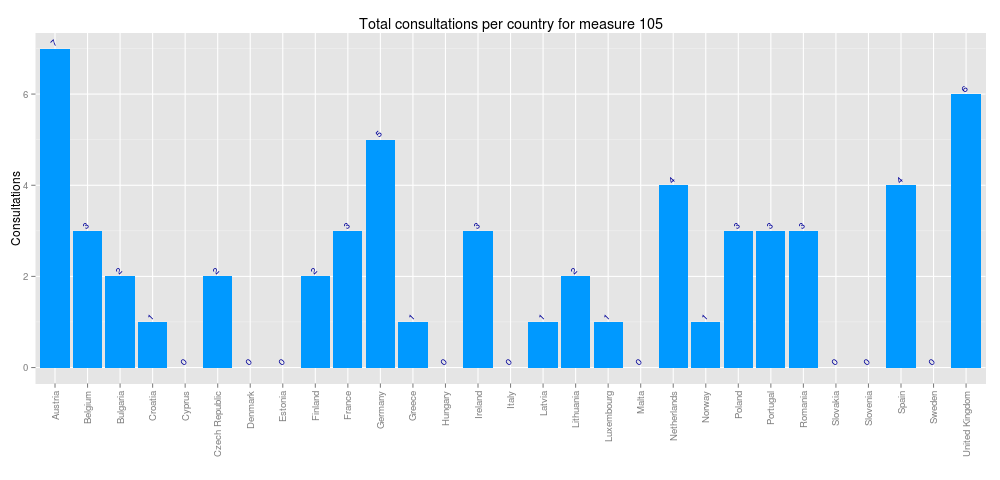 Total consultations per country for measure 105
Consultations
6
4
2
0
7
3
2
1
0
2
0
0
2
3
5
1
0
3
0
1
2
1
0
4
1
3
3
3
0
0
4
0
6
Austria
Belgium
Bulgaria
Croatia
Cyprus
Czech Republic
Denmark
Estonia
Finland
France
Germany
Greece
Hungary
Ireland
Italy
Latvia
Lithuania
Luxembourg
Malta
Netherlands
Norway
Poland
Portugal
Romania
Slovakia
Slovenia
Spain
Sweden
United Kingdom